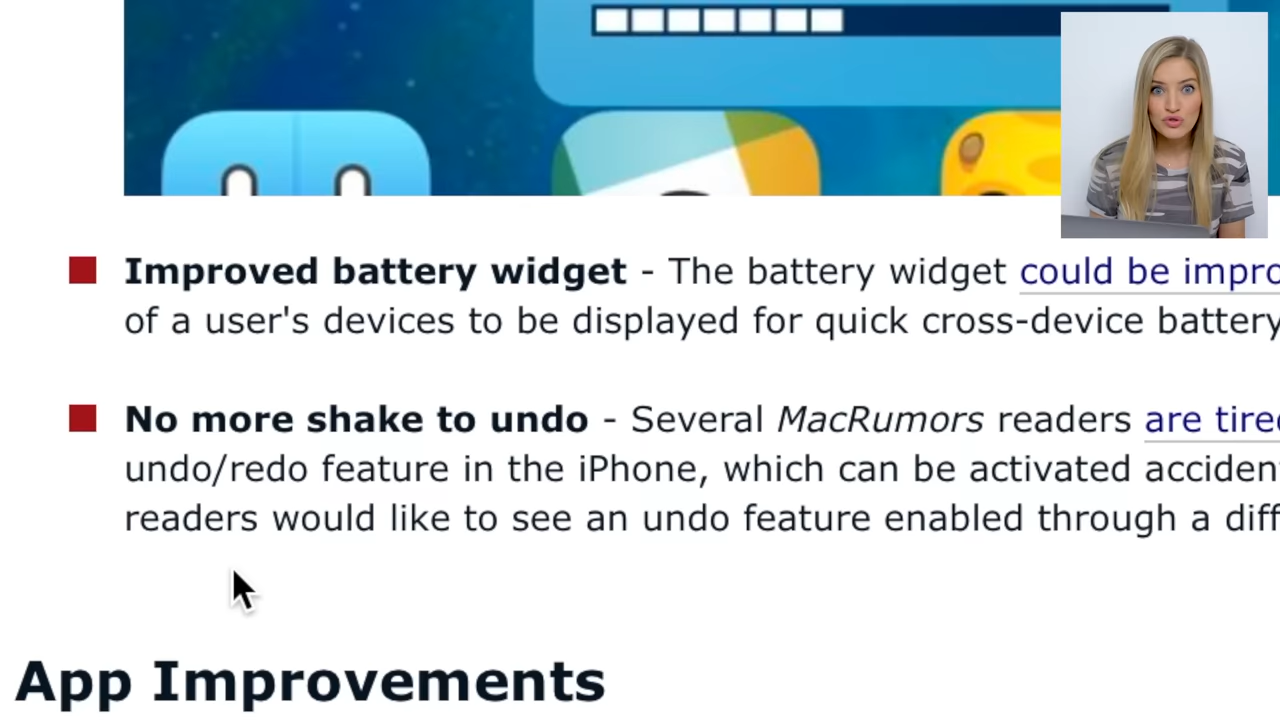 Improved battery widget - The battery widget could be impro
of a user's devices to be displayed for quick cross-device battery
No more shake to undo - Several MacRumors readers are tired
undo/redo feature in the iPhone, which can be activated acciden
readers would like to see an undo feature enabled through a diff
App Improvements